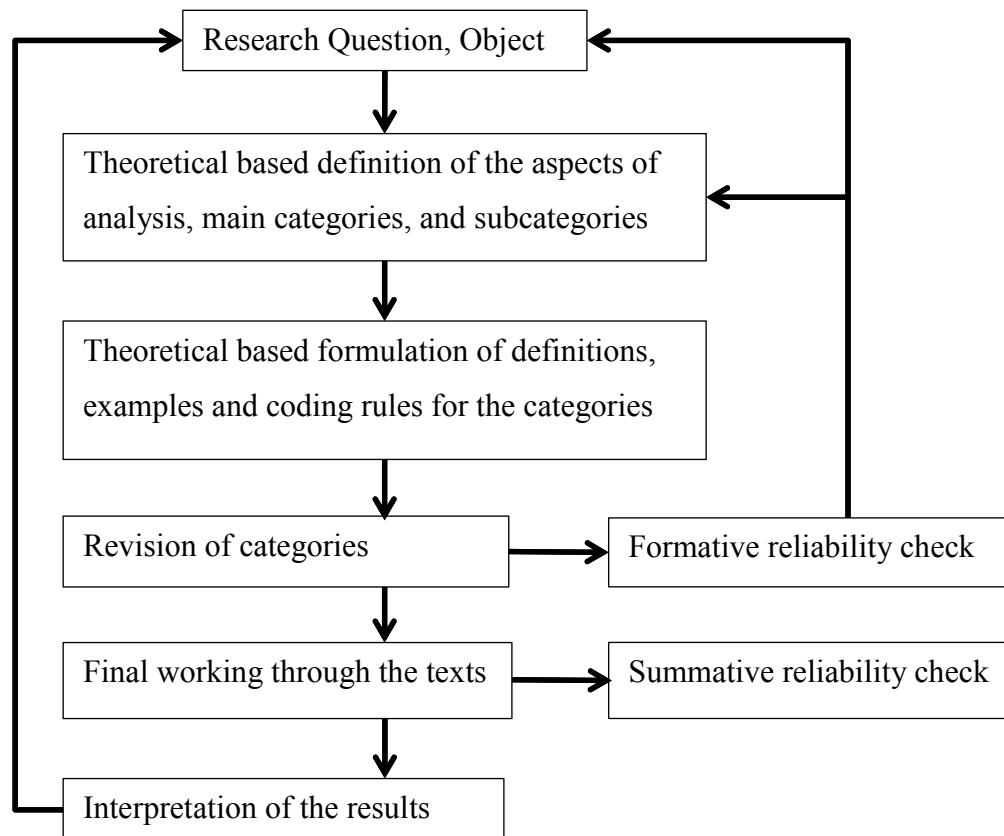 Research Question, Object
Theoretical based definition of the aspects of
analysis, main categories, and subcategories
Theoretical based formulation of definitions,
examples and coding rules for the categories
Revision of categories
Formative reliability check
Final working through the texts
Summative reliability check
Interpretation of the results